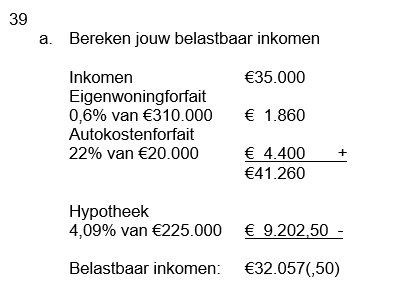 39
a. Bereken jouw belastbaar inkomen
Inkomen €35.000
Eigenwoningforfait
0,6% van €310.000 € 1.860
Autokostenforfait
22% van €20.000 € 4.400 +
€41.260
Hypotheek
4,09% van €225.000 € 9.202,50 -
Belastbaar inkomen: €32.057(,50)